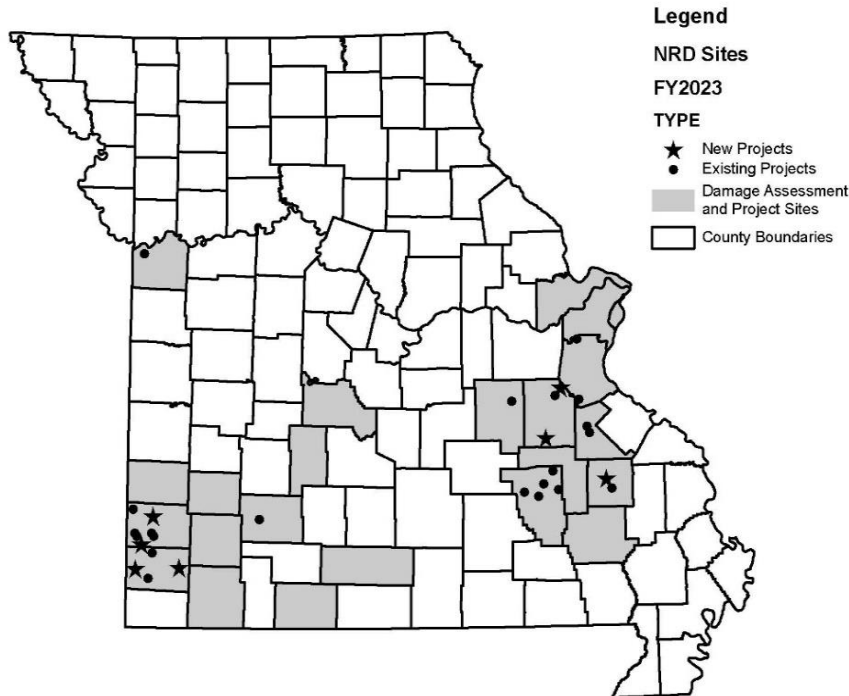 Legend
NRD Sites
FY2023
TYPE
New Projects
Existing Projects
Damage Assessment
and Project Sites
County Boundaries